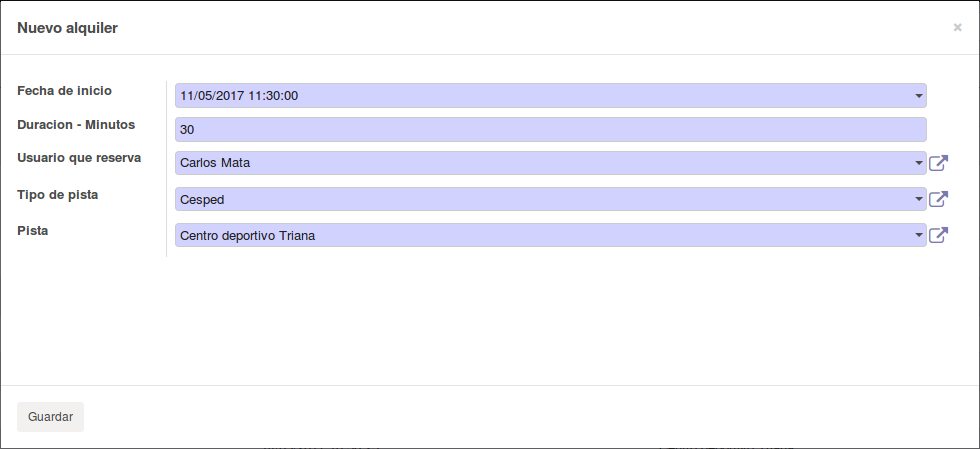 Nuevo alquiler
×
Fecha de inicio
11/05/2017 11:30:00
Duracion - Minutos
30
Usuario que reserva
Carlos Mata
Tipo de pista
Cesped
Pista
Centro deportivo Triana
Guardar